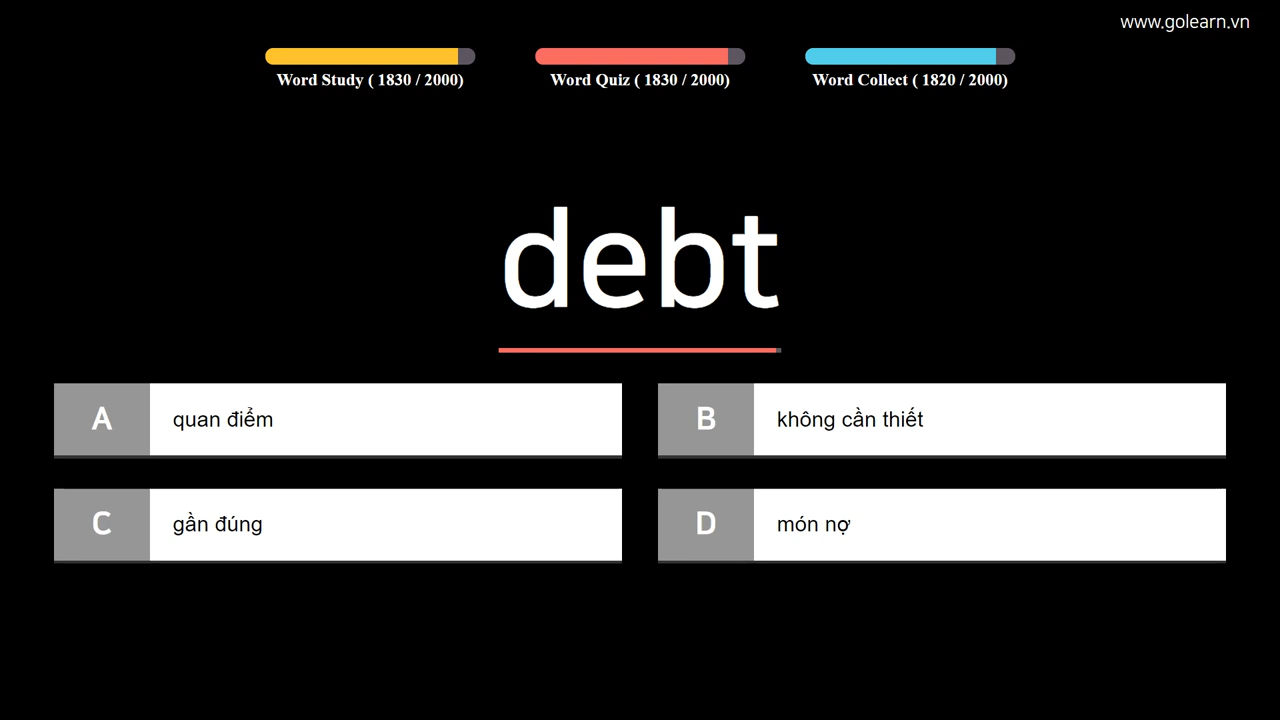 www.golearn.vn
Word Study ( 1830 / 2000)
Word Quiz ( 1830 / 2000)
Word Collect ( 1820 / 2000)
debt
A quan điểm
B không cần thiết
C gần đúng
D món nợ